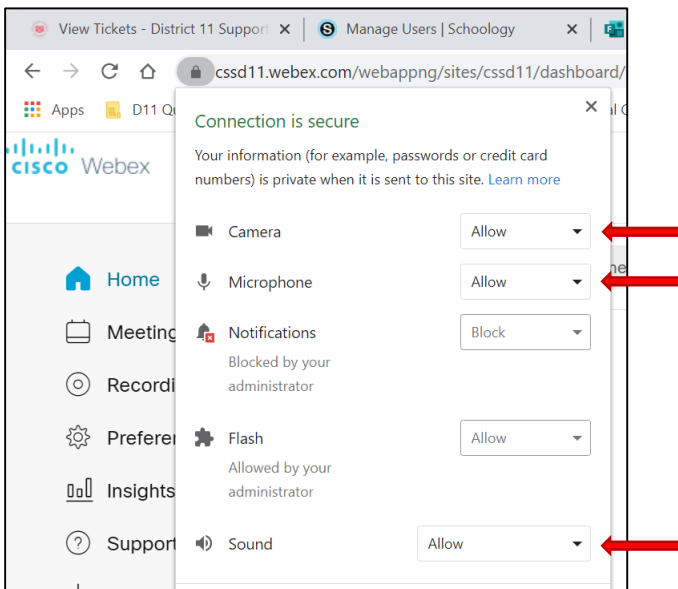 View Tickets - District 11 Support
Manage Users | Schoology
cssd11.webex.com/webappng/sites/cssd11/dashboard/
Apps
D11
Connection is secure
Your information (for example, passwords or credit card
numbers) is private when it is sent to this site. Learn more
cisco Webex
Camera Allow
Home
Microphone Allow
Meeting
Notifications Block
Blocked by your
administrator
Recordi
Preferen
Flash Allow
Allowed by your
administrator
Insights
Support
Sound Allow